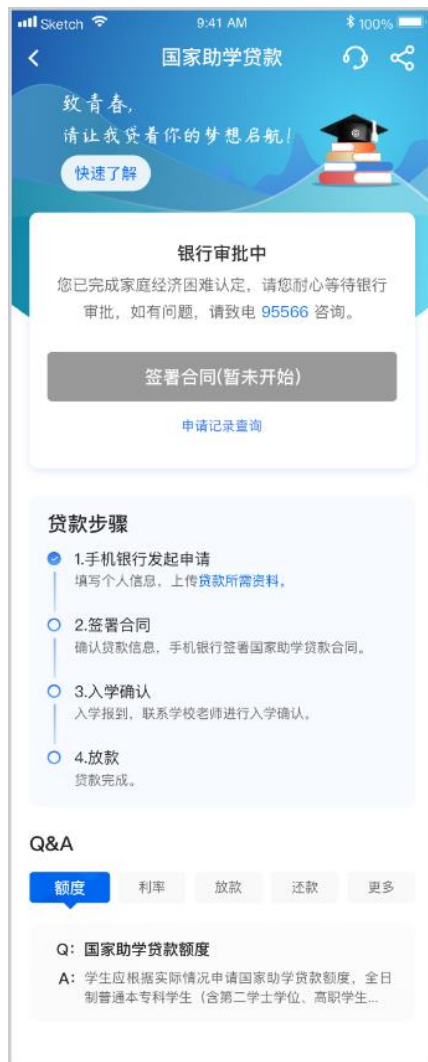 Sketch 9:41 AM 100%
国家助学贷款
致青春,
请让我贷着你的梦想启航!
快速了解
银行审批中
您已完成家庭经济困难认定，请您耐心等待银行
审批，如有问题，请致电 95566 咨询。
签署合同(暂未开始)
申请记录查询
贷款步骤
1.手机银行发起申请
填写个人信息，上传贷款所需资料。
2.签署合同
确认贷款信息，手机银行签署国家助学贷款合同。
3.入学确认
入学报到，联系学校老师进行入学确认。
4.放款
贷款完成。
Q&A
额度 利率 放款 还款 更多
Q：国家助学贷款额度
A：学生应根据实际情况申请国家助学贷款额度，全日
制普通本专科学生（含第二学士学位、高职学生...